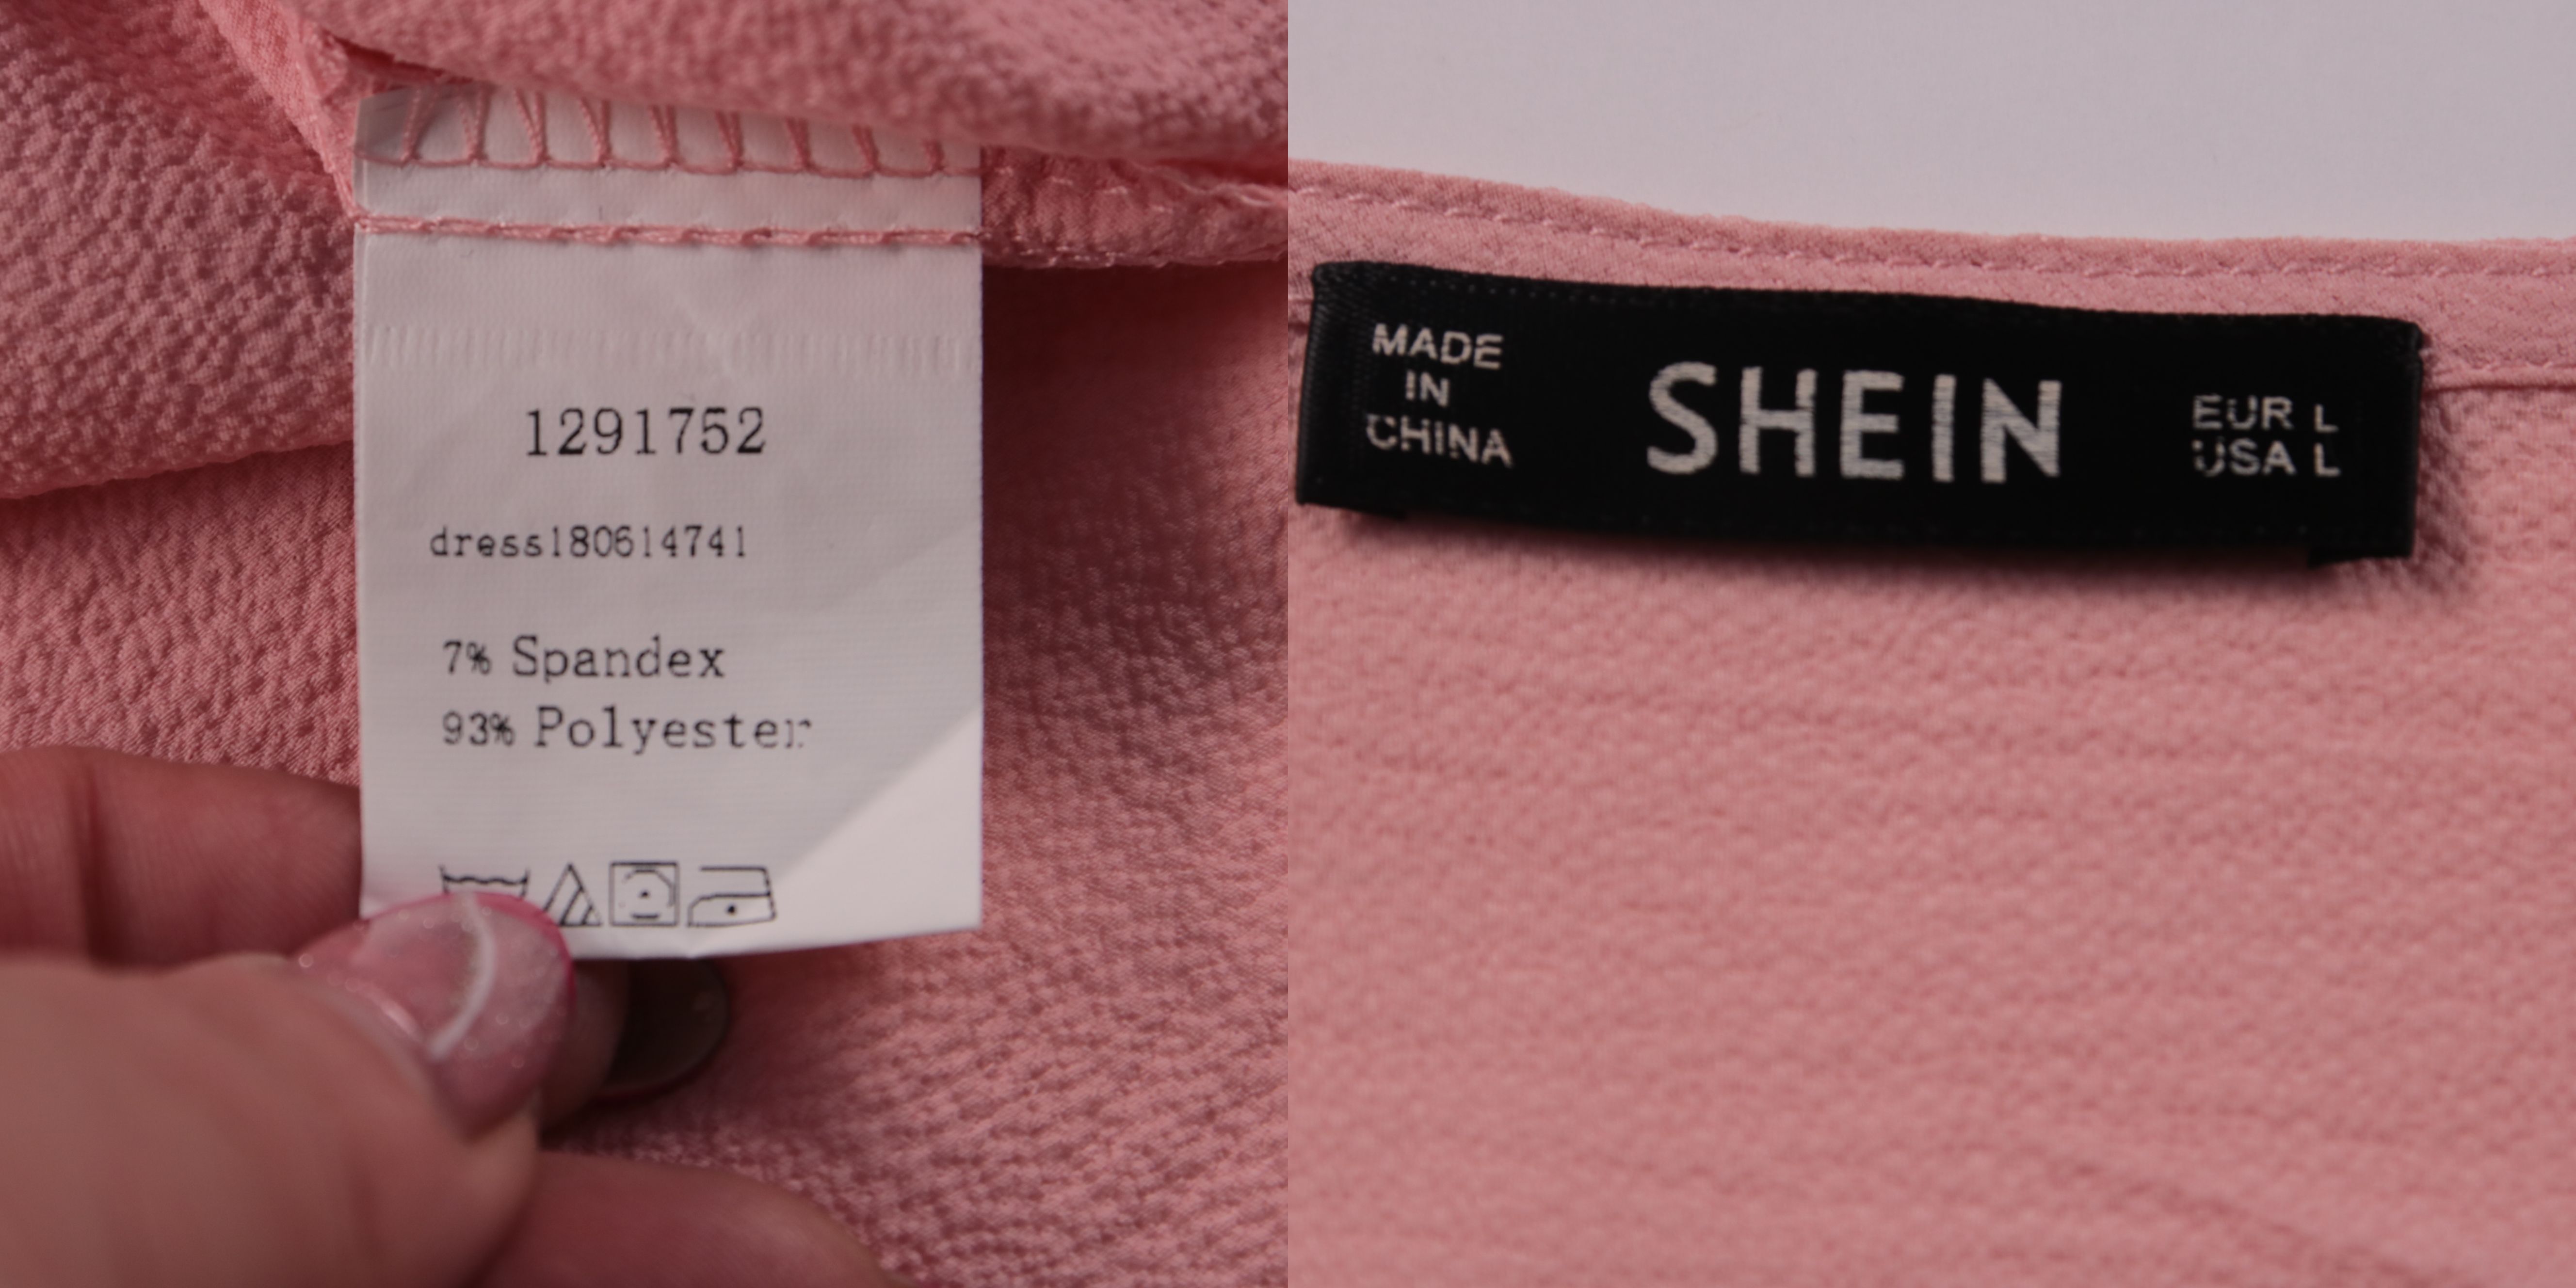 1291752
dress180614741
7% Spandex
93% Polyester
MADE
IN
CHINA
SHEIN
EUR L
USA L